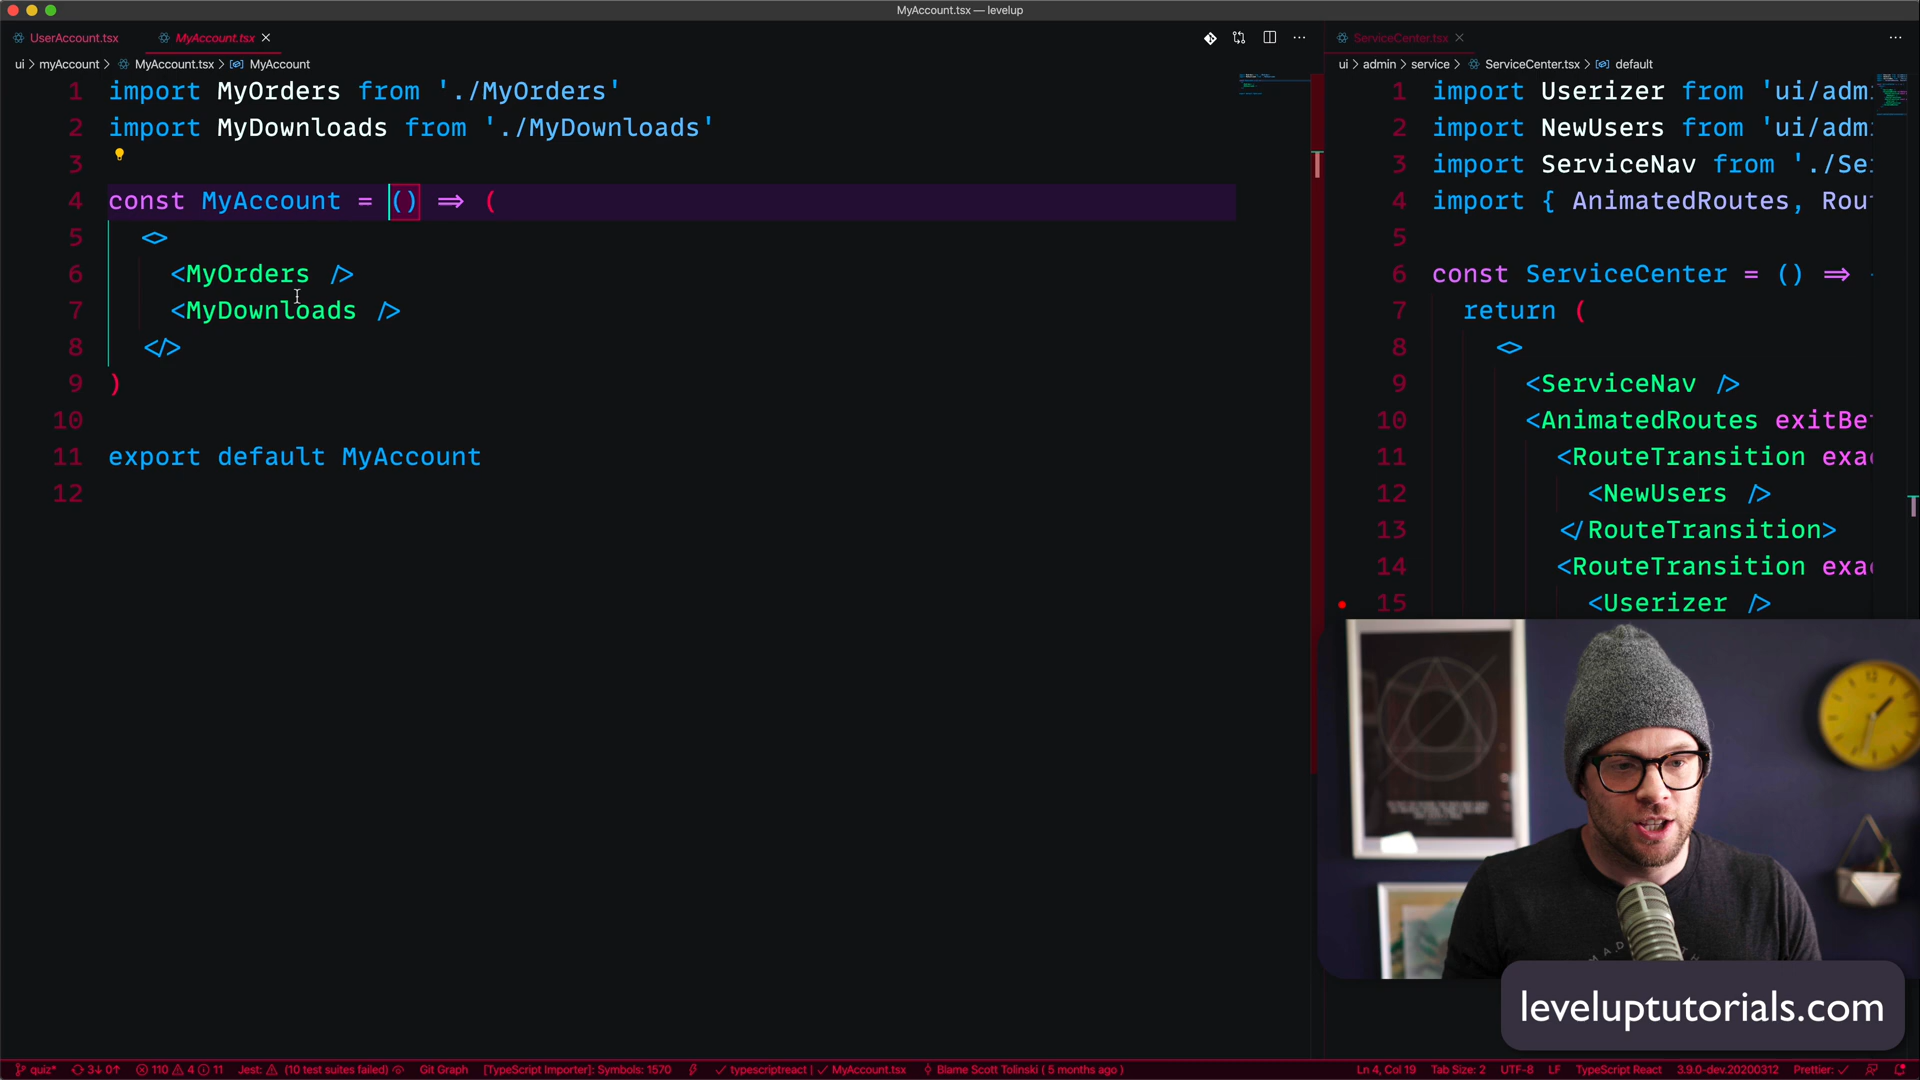 MyAccount.tsx — levelup
UserAccount.tsx
MyAccount.tsx
ServiceCenter.tsx
ui > myAccount > MyAccount.tsx > MyAccount
ui > admin > service > ServiceCenter.tsx > default
1 import MyOrders from './MyOrders'
2 import MyDownloads from './MyDownloads'
3
4 const MyAccount = () => (
5 <>
6 <MyOrders />
7 <MyDownloads />
8 </>
9 )
10
11 export default MyAccount
12
1 import Userizer from 'ui/adm
2 import NewUsers from 'ui/adm
3 import ServiceNav from './Se
4 import { AnimatedRoutes, Rou
5
6 const ServiceCenter = () =>
7 return (
8 <>
9 <ServiceNav />
10 <AnimatedRoutes exitBe
11 <RouteTransition exa
12 <NewUsers />
13 </RouteTransition>
14 <RouteTransition exa
15 <Userizer />
leveluptutorials.com
quiz* 3↓ 0↑ 110 4 11 Jest: (10 test suites failed) Git Graph [TypeScript Importer]: Symbols: 1570 typescriptreact | MyAccount.tsx Blame Scott Tolinski ( 5 months ago ) Ln 4, Col 19 Tab Size: 2 UTF-8 LF TypeScript React 3.9.0-dev.20200312 Prettier: ✓